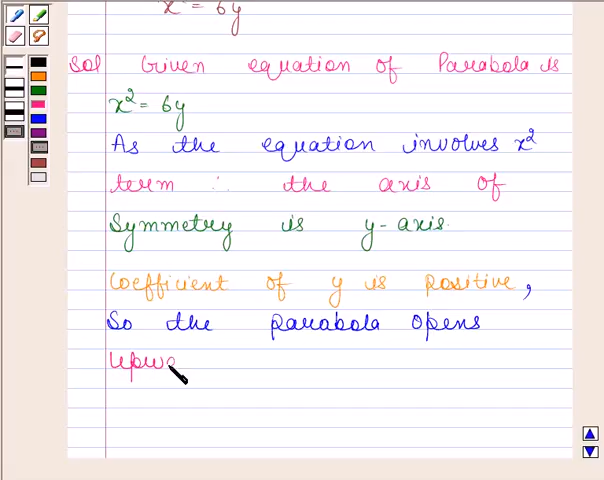 x² = 6y
Sol Given equation of Parabola is
x² = 6y
As the equation involves x²
term ∴ the axis of
Symmetry is y-axis.
Coefficient of y is positive,
So the parabola opens
Upwa